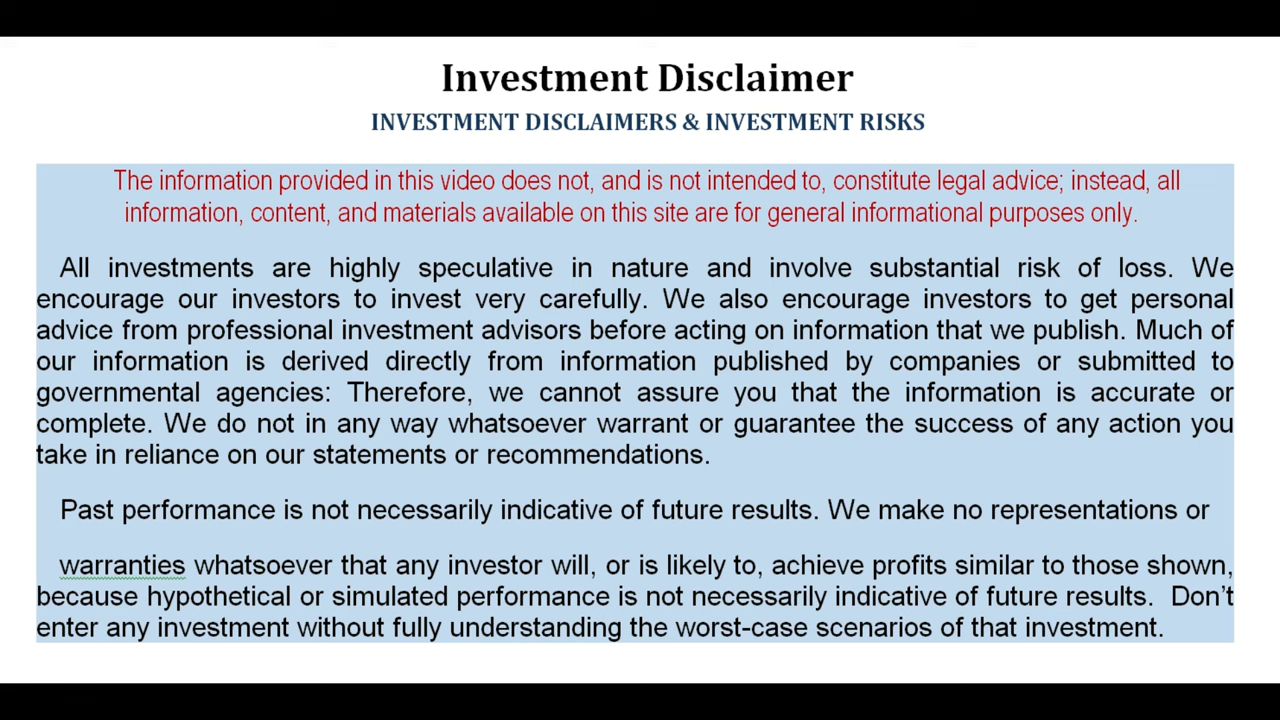 Investment Disclaimer
INVESTMENT DISCLAIMERS & INVESTMENT RISKS
The information provided in this video does not, and is not intended to, constitute legal advice; instead, all
information, content, and materials available on this site are for general informational purposes only.
All investments are highly speculative in nature and involve substantial risk of loss. We
encourage our investors to invest very carefully. We also encourage investors to get personal
advice from professional investment advisors before acting on information that we publish. Much of
our information is derived directly from information published by companies or submitted to
governmental agencies: Therefore, we cannot assure you that the information is accurate or
complete. We do not in any way whatsoever warrant or guarantee the success of any action you
take in reliance on our statements or recommendations.
Past performance is not necessarily indicative of future results. We make no representations or
warranties whatsoever that any investor will, or is likely to, achieve profits similar to those shown,
because hypothetical or simulated performance is not necessarily indicative of future results.  Don’t
enter any investment without fully understanding the worst-case scenarios of that investment.